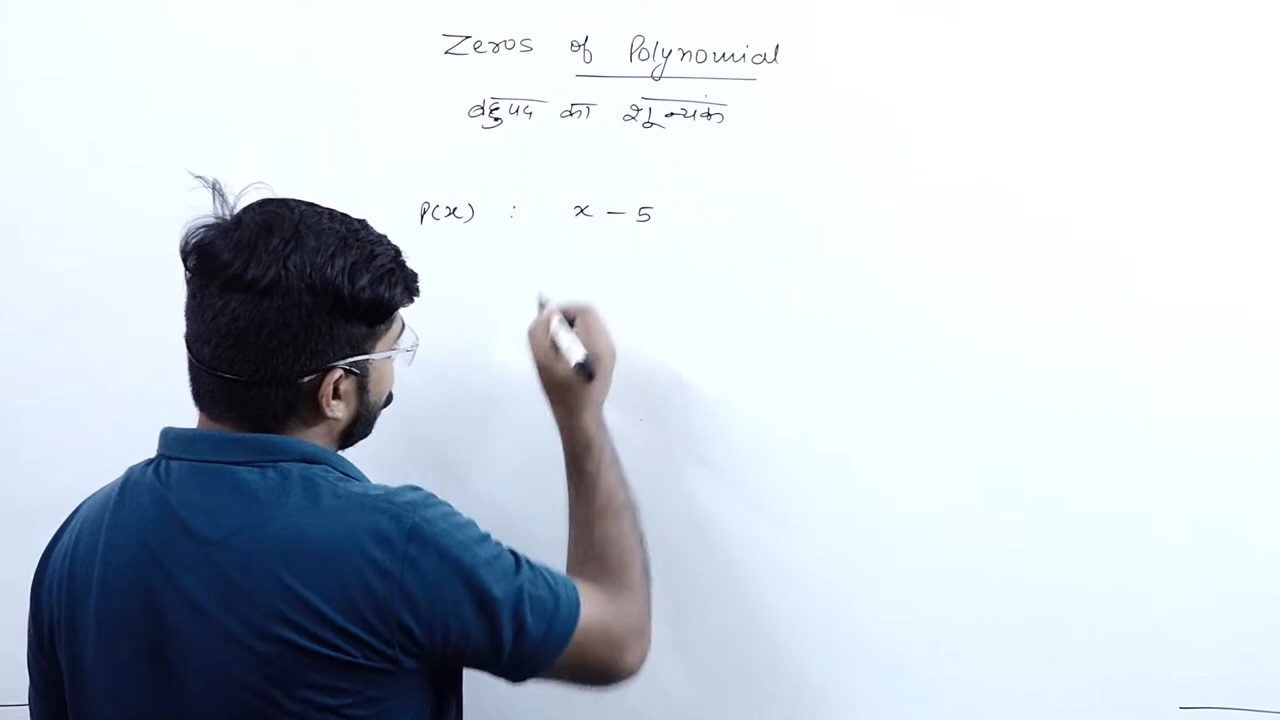 Zeros of Polynomial
बहुपद का शून्यक
P(x) : x - 5